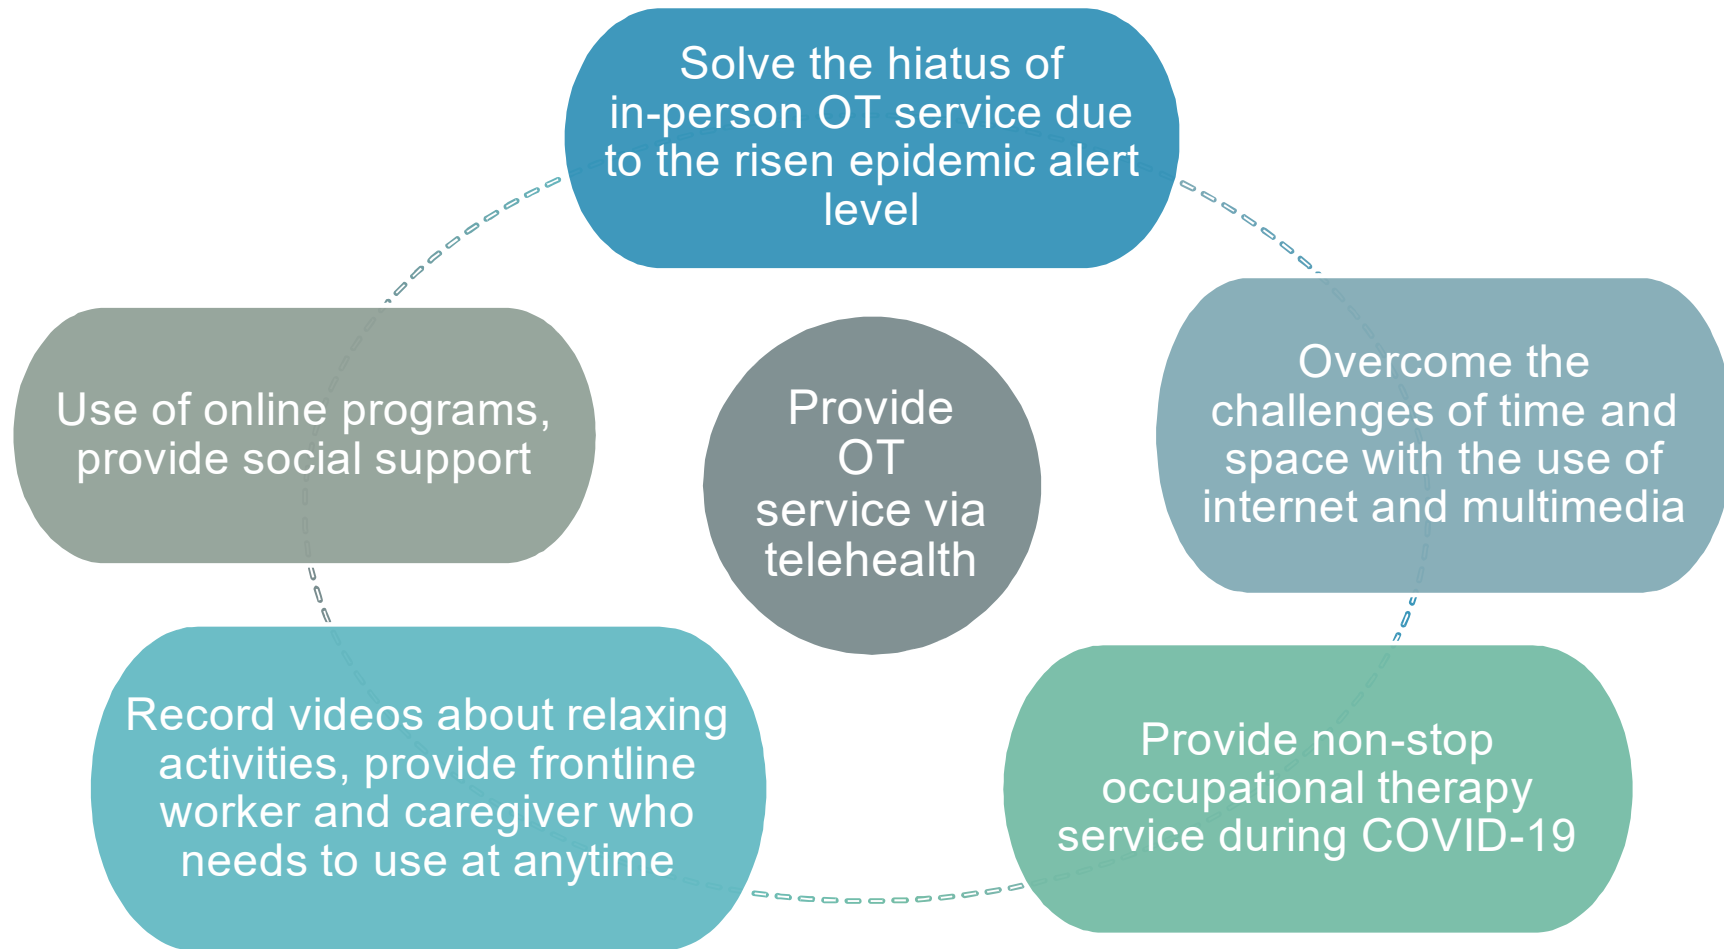 Solve the hiatus of
in-person OT service due
to the risen epidemic alert
level
Overcome the
challenges of time and
space with the use of
internet and multimedia
Provide non-stop
occupational therapy
service during COVID-19
Record videos about relaxing
activities, provide frontline
worker and caregiver who
needs to use at anytime
Use of online programs,
provide social support
Provide
OT
service via
telehealth